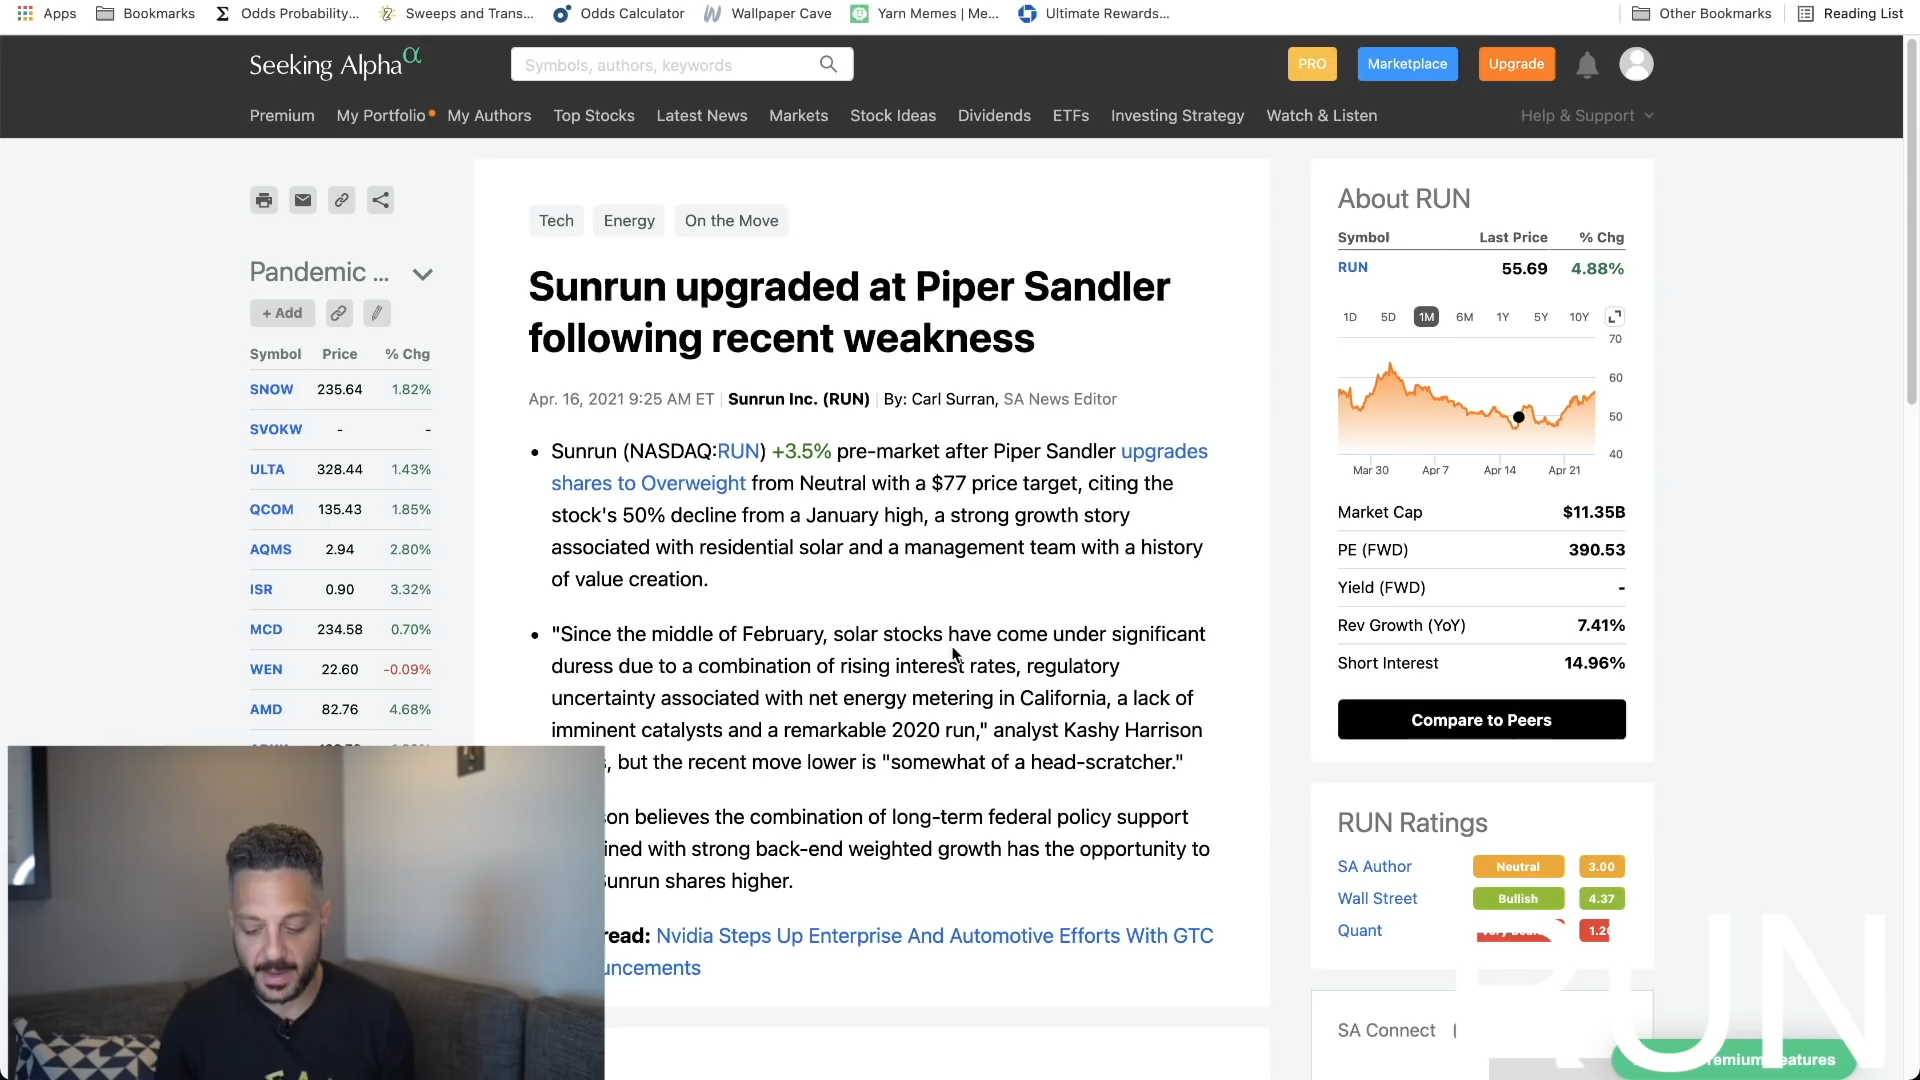 Apps
Bookmarks
Odds Probability...
Sweeps and Trans...
Odds Calculator
Wallpaper Cave
Yarn Memes | Me...
Ultimate Rewards...
Other Bookmarks
Reading List
Seeking Alpha α
Symbols, authors, keywords
PRO
Marketplace
Upgrade
Premium
My Portfolio
My Authors
Top Stocks
Latest News
Markets
Stock Ideas
Dividends
ETFs
Investing Strategy
Watch & Listen
Help & Support
Pandemic ...
+ Add
Symbol Price % Chg
SNOW 235.64 1.82%
SVOKW - -
ULTA 328.44 1.43%
QCOM 135.43 1.85%
AQMS 2.94 2.80%
ISR 0.90 3.32%
MCD 234.58 0.70%
WEN 22.60 -0.09%
AMD 82.76 4.68%
Tech
Energy
On the Move
Sunrun upgraded at Piper Sandler
following recent weakness
Apr. 16, 2021 9:25 AM ET | Sunrun Inc. (RUN) | By: Carl Surran, SA News Editor
• Sunrun (NASDAQ:RUN) +3.5% pre-market after Piper Sandler upgrades
shares to Overweight from Neutral with a $77 price target, citing the
stock's 50% decline from a January high, a strong growth story
associated with residential solar and a management team with a history
of value creation.
• "Since the middle of February, solar stocks have come under significant
duress due to a combination of rising interest rates, regulatory
uncertainty associated with net energy metering in California, a lack of
imminent catalysts and a remarkable 2020 run," analyst Kashy Harrison
, but the recent move lower is "somewhat of a head-scratcher."
son believes the combination of long-term federal policy support
ined with strong back-end weighted growth has the opportunity to
Sunrun shares higher.
read: Nvidia Steps Up Enterprise And Automotive Efforts With GTC
uncements
About RUN
Symbol Last Price % Chg
RUN 55.69 4.88%
1D 5D 1M 6M 1Y 5Y 10Y
70
60
50
40
Mar 30 Apr 7 Apr 14 Apr 21
Market Cap $11.35B
PE (FWD) 390.53
Yield (FWD) -
Rev Growth (YoY) 7.41%
Short Interest 14.96%
Compare to Peers
RUN Ratings
SA Author Neutral 3.00
Wall Street Bullish 4.37
Quant
SA Connect
RUN